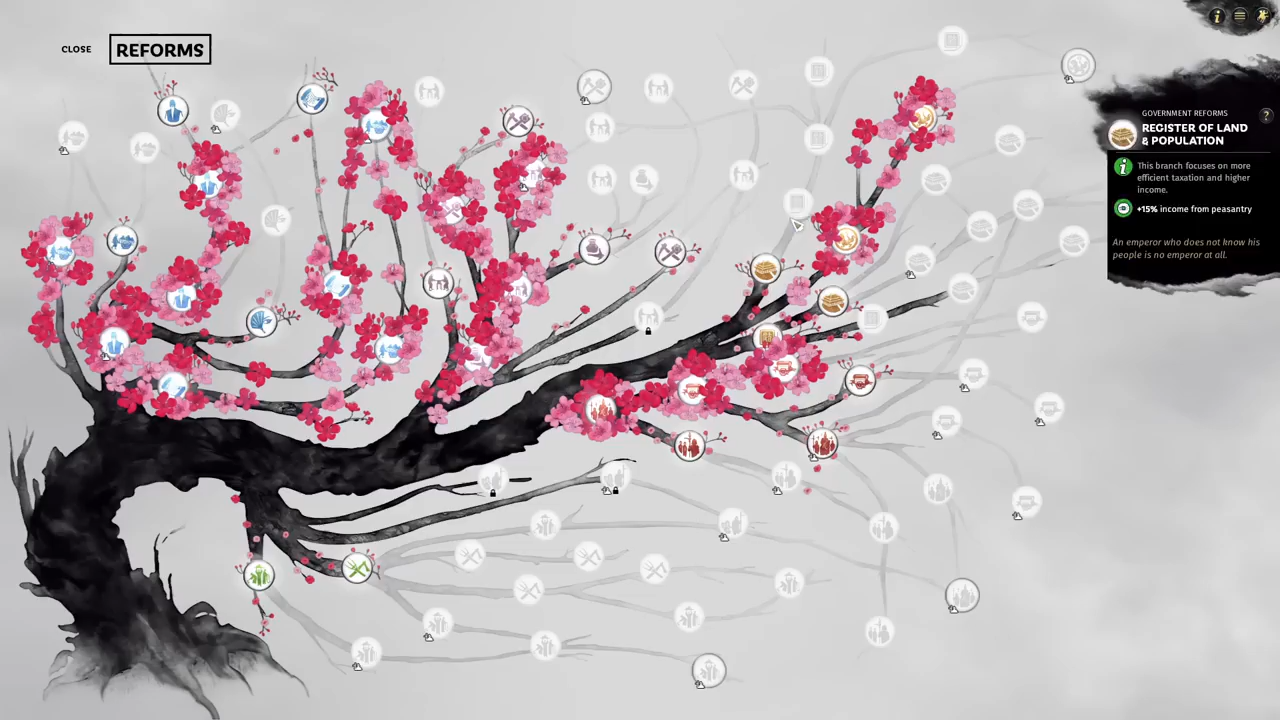 CLOSE
REFORMS
GOVERNMENT REFORMS
?
REGISTER OF LAND
& POPULATION
This branch focuses on more
efficient taxation and higher
income.
+15% income from peasantry
An emperor who does not know his
people is no emperor at all.